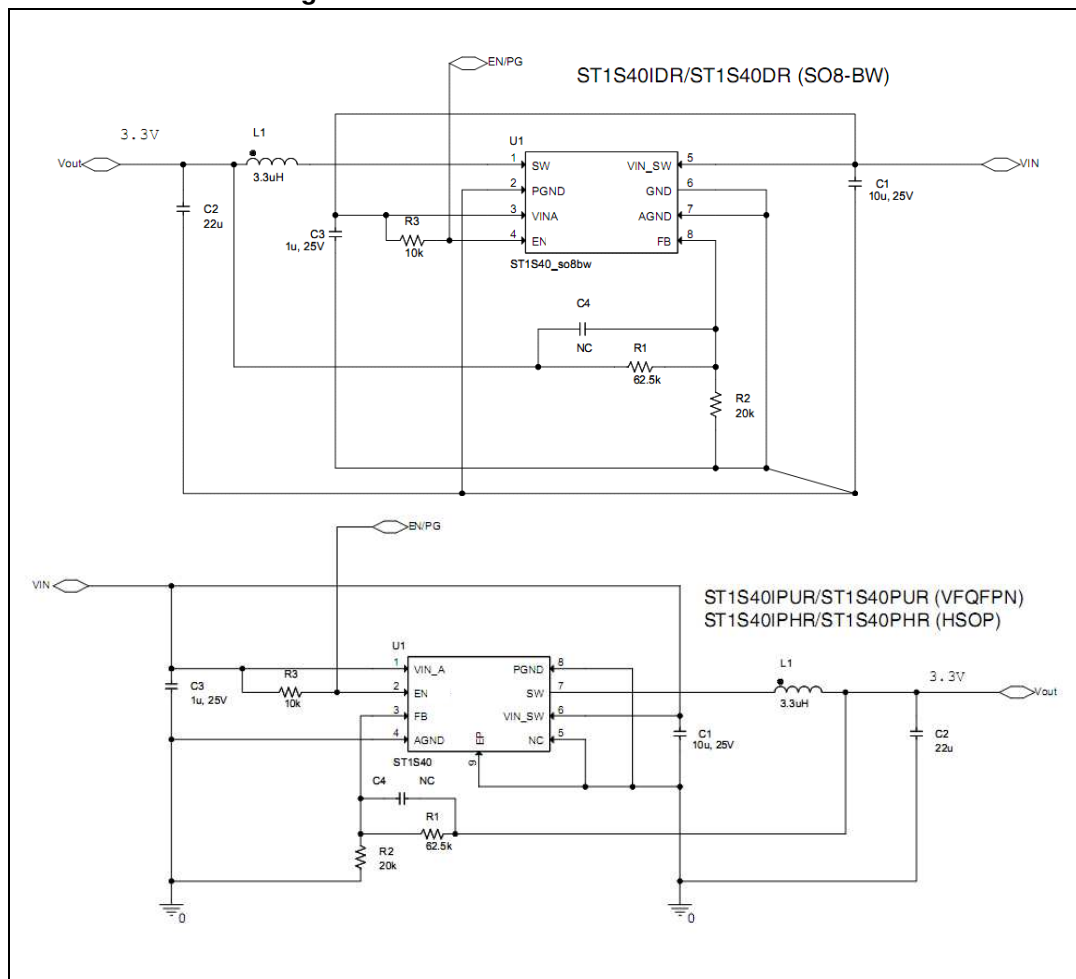 EN/PG
ST1S40IDR/ST1S40DR (SO8-BW)
3.3V
L1
U1
Vout
3.3uH
1
SW
VIN_SW
5
VIN
2
PGND
GND
6
C1
10u, 25V
C2
22u
3
VINA
AGND
7
R3
C3
1u, 25V
10k
4
EN
FB
8
ST1S40_so8bw
C4
NC
R1
62.5k
R2
20k
EN/PG
VIN
ST1S40IPUR/ST1S40PUR (VFQFPN)
ST1S40IPHR/ST1S40PHR (HSOP)
U1
1
VIN_A
PGND
8
L1
3.3V
R3
C3
1u, 25V
10k
2
EN
SW
7
3.3uH
Vout
3
FB
VIN_SW
6
C1
10u, 25V
C2
22u
4
AGND
NC
5
EP
9
ST1S40
C4
NC
R1
62.5k
R2
20k
0
0